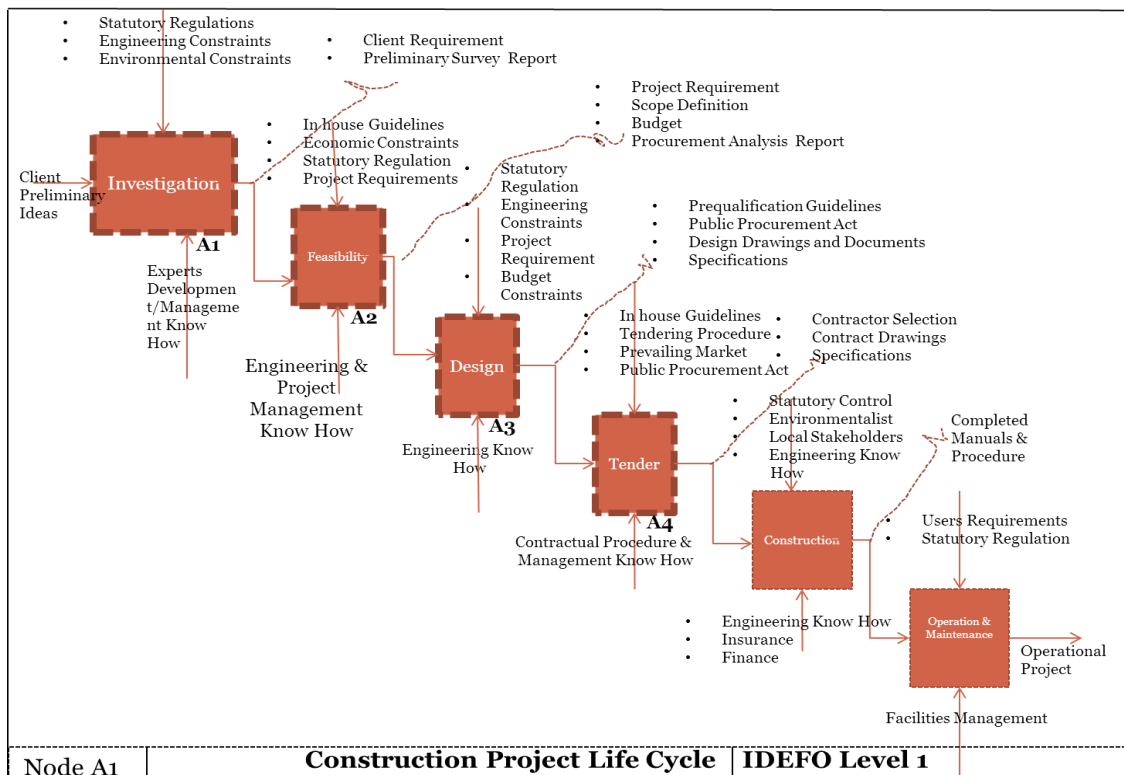 • Statutory Regulations
• Engineering Constraints
• Environmental Constraints
• Client Requirement
• Preliminary Survey Report
• Project Requirement
• Scope Definition
• Budget
• Procurement Analysis Report
Client
Preliminary
Ideas
Investigation
A1
Experts
Developmen
t/Manageme
nt Know
How
• In house Guidelines
• Economic Constraints
• Statutory Regulation
• Project Requirements
Feasibility
A2
Engineering &
Project
Management
Know How
• Statutory
Regulation
• Engineering
Constraints
• Project
Requirement
• Budget
Constraints
Design
A3
Engineering Know
How
• Prequalification Guidelines
• Public Procurement Act
• Design Drawings and Documents
• Specifications
• In house Guidelines
• Tendering Procedure
• Prevailing Market
• Public Procurement Act
Tender
A4
Contractual Procedure &
Management Know How
• Contractor Selection
• Contract Drawings
• Specifications
• Statutory Control
• Environmentalist
• Local Stakeholders
• Engineering Know
How
Construction
• Engineering Know How
• Insurance
• Finance
Completed
Manuals &
Procedure
• Users Requirements
• Statutory Regulation
Operation &
Maintenance
Operational
Project
Facilities Management
Node A1
Construction Project Life Cycle
IDEFO Level 1